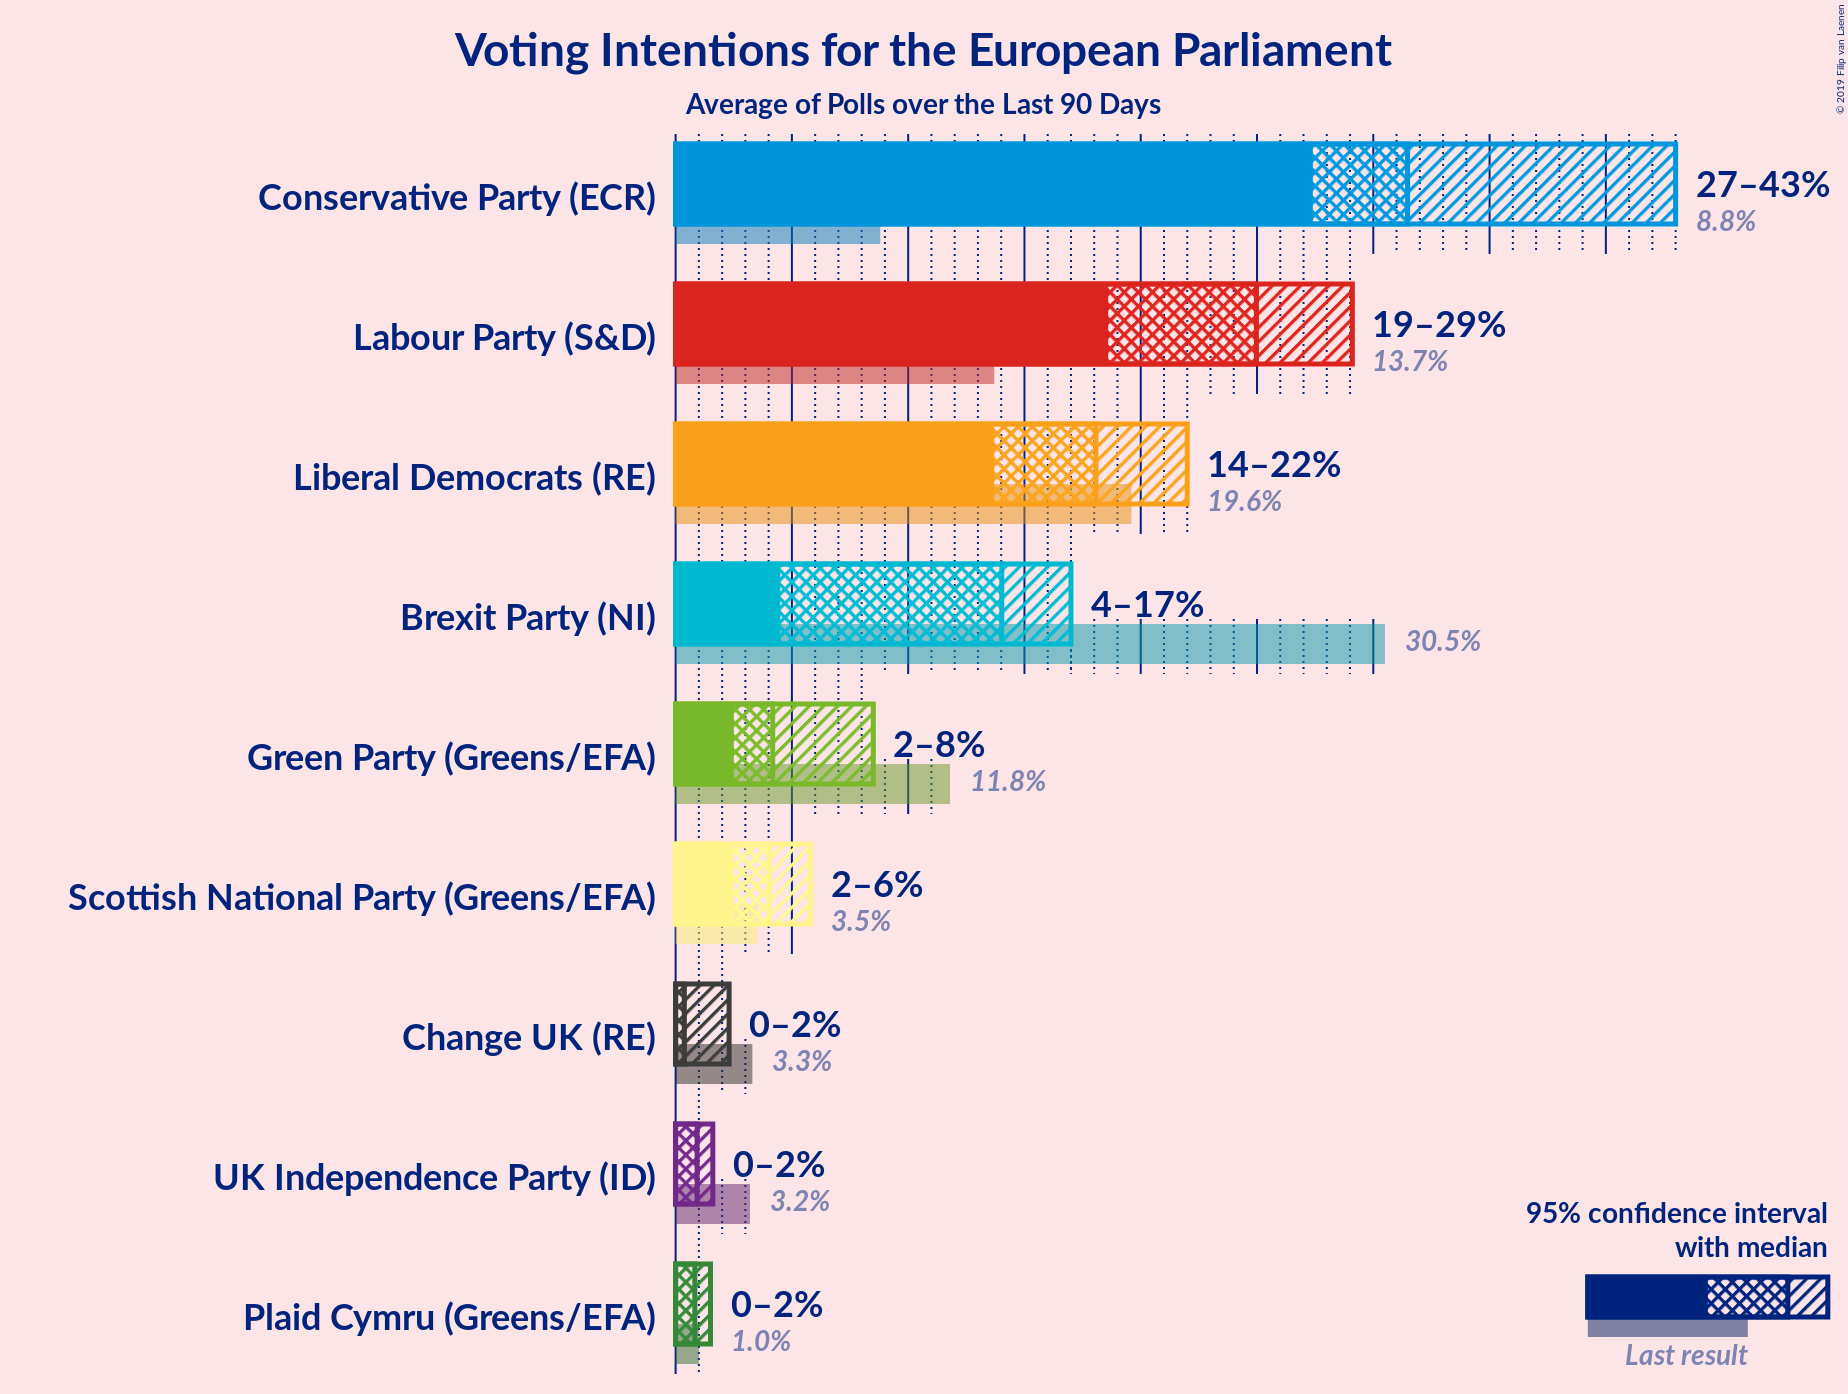 Voting Intentions for the European Parliament
Average of Polls over the Last 90 Days
© 2019 Filip van Laenen
Conservative Party (ECR)
27–43%
8.8%
Labour Party (S&D)
19–29%
13.7%
Liberal Democrats (RE)
14–22%
19.6%
Brexit Party (NI)
4–17%
30.5%
Green Party (Greens/EFA)
2–8%
11.8%
Scottish National Party (Greens/EFA)
2–6%
3.5%
Change UK (RE)
0–2%
3.3%
UK Independence Party (ID)
0–2%
3.2%
Plaid Cymru (Greens/EFA)
0–2%
1.0%
95% confidence interval
with median
Last result